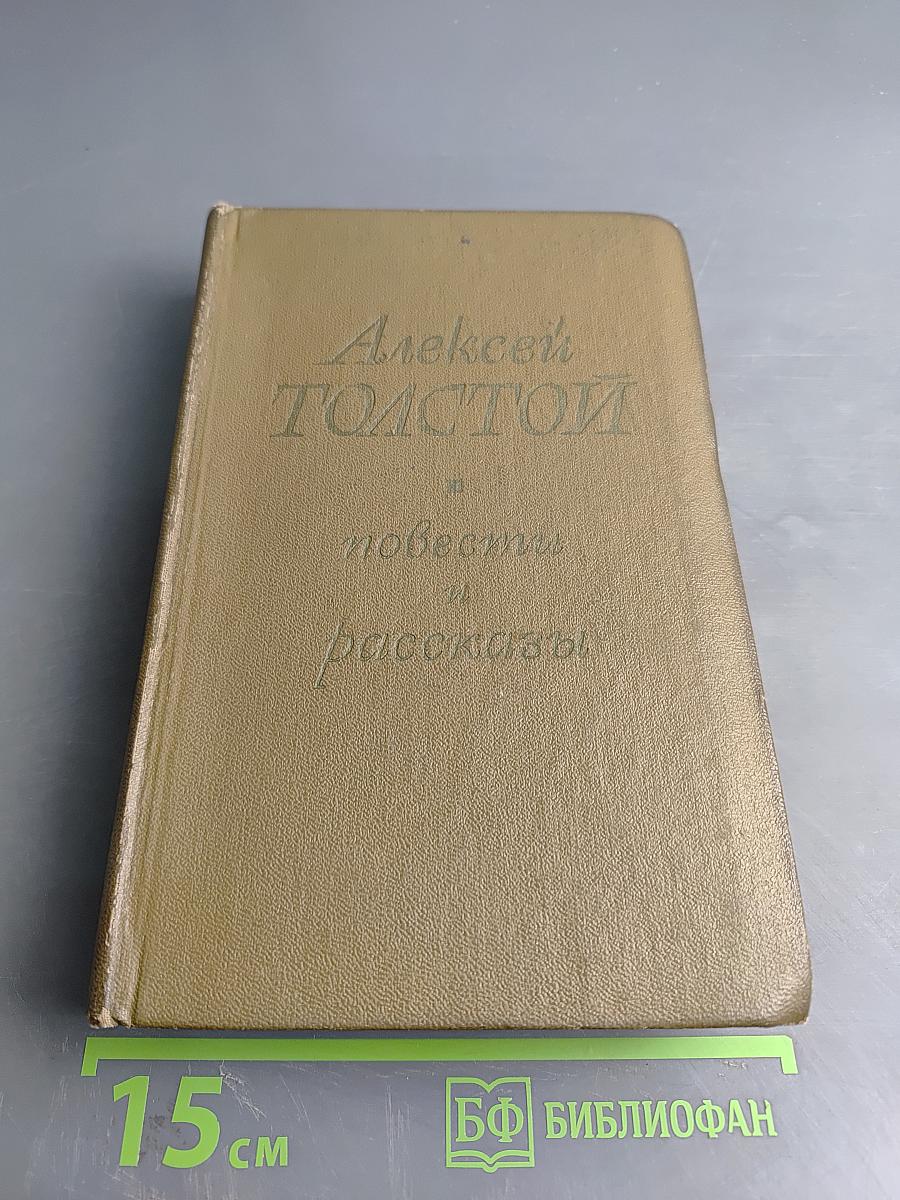 Алексей
ТОЛСТОЙ
повести
и
рассказы
15 см
БФ БИБЛИОФАН